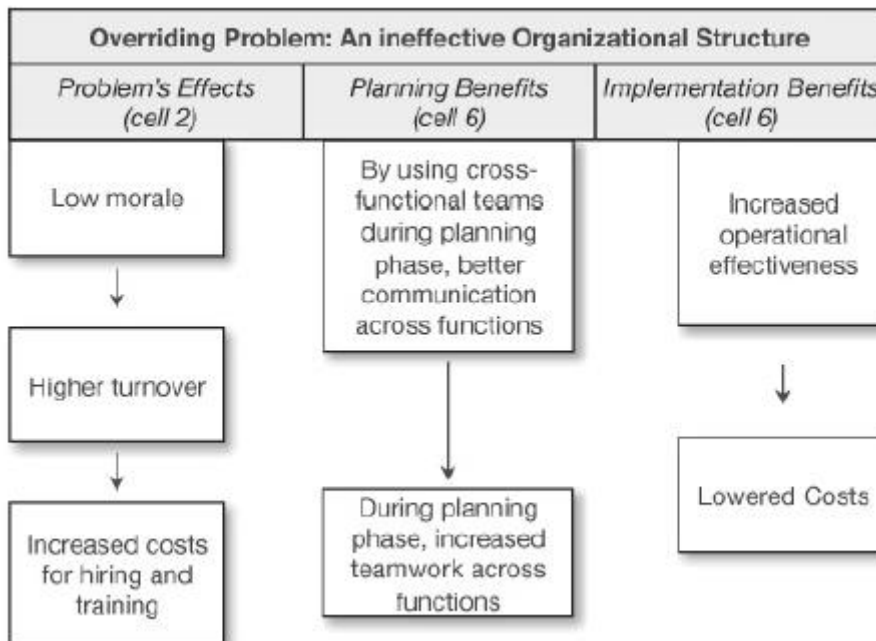 Overriding Problem: An ineffective Organizational Structure
Problem's Effects
(cell 2)
Planning Benefits
(cell 6)
Implementation Benefits
(cell 6)
Low morale
Higher turnover
Increased costs
for hiring and
training
By using cross-
functional teams
during planning
phase, better
communication
across functions
During planning
phase, increased
teamwork across
functions
Increased
operational
effectiveness
Lowered Costs